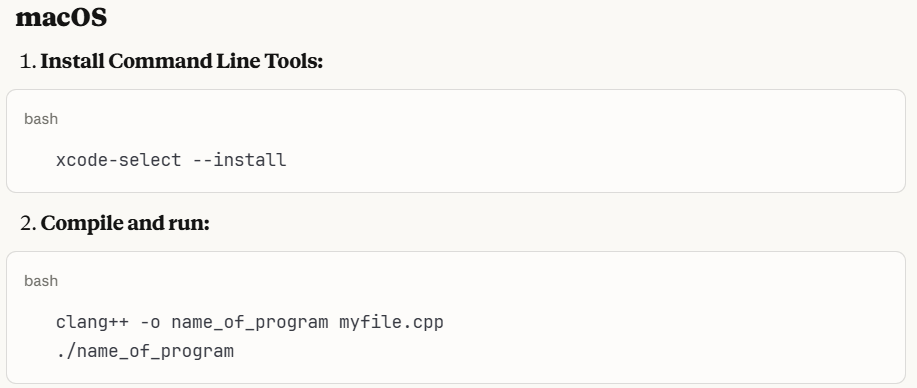 macOS
1. Install Command Line Tools:
bash
xcode-select --install
2. Compile and run:
bash
clang++ -o name_of_program myfile.cpp
./name_of_program